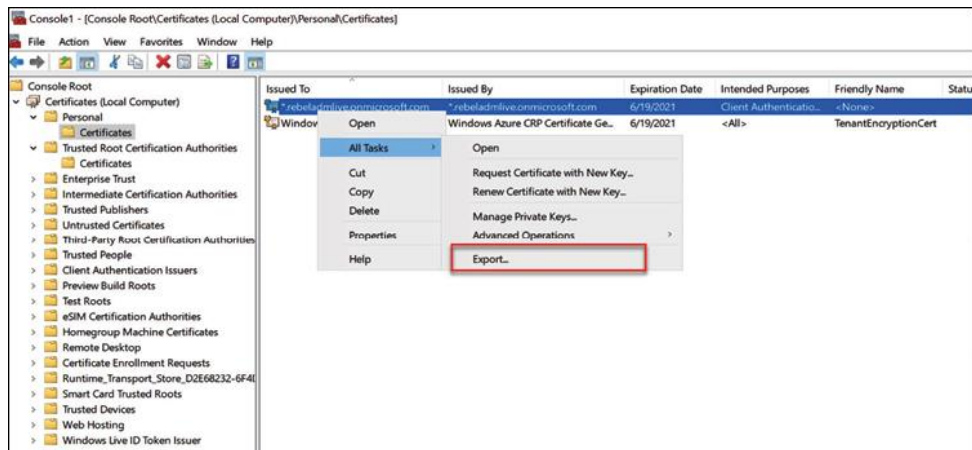 Console1 - [Console Root\Certificates (Local Computer)\Personal\Certificates]
File Action View Favorites Window Help
Console Root
Certificates (Local Computer)
Personal
Certificates
Trusted Root Certification Authorities
Certificates
Enterprise Trust
Intermediate Certification Authorities
Trusted Publishers
Untrusted Certificates
Third-Party Root Certification Authorities
Trusted People
Client Authentication Issuers
Preview Build Roots
Test Roots
eSIM Certification Authorities
Homegroup Machine Certificates
Remote Desktop
Certificate Enrollment Requests
Runtime_Transport_Store_D2E68232-6F4
Smart Card Trusted Roots
Trusted Devices
Web Hosting
Windows Live ID Token Issuer
Issued To Issued By Expiration Date Intended Purposes Friendly Name Statu
*.rebeladmlive.onmicrosoft.com *.rebeladmlive.onmicrosoft.com 6/19/2021 Client Authenticatio... <None>
Window Windows Azure CRP Certificate Ge... 6/19/2021 <All> TenantEncryptionCert
Open
All Tasks
Cut
Copy
Delete
Properties
Help
Open
Request Certificate with New Key...
Renew Certificate with New Key...
Manage Private Keys...
Advanced Operations
Export...